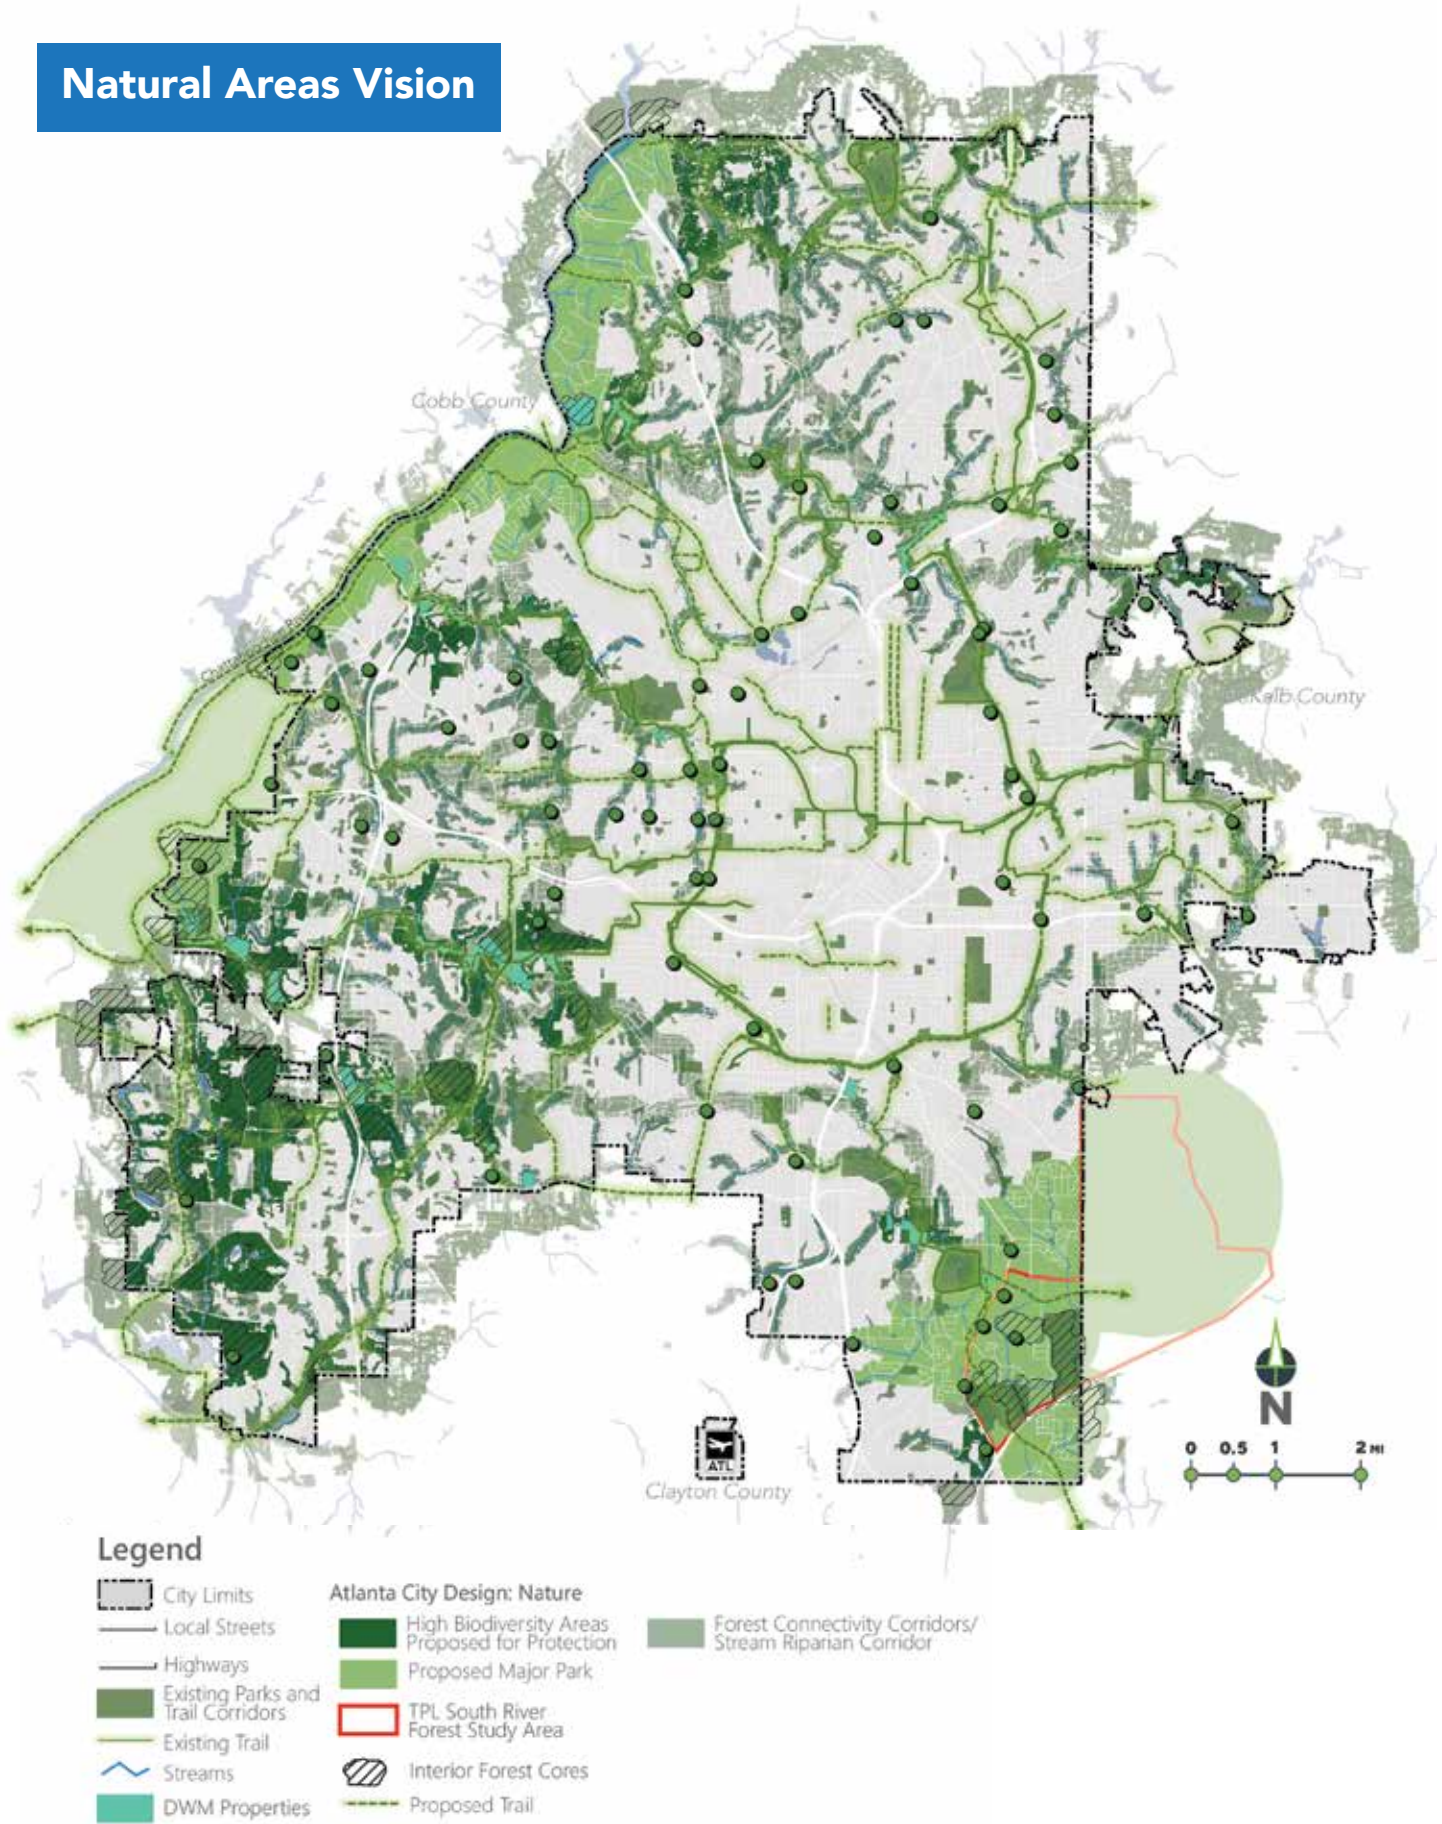 Natural Areas Vision
Cobb County
Kalb County
N
0 0.5 1 2 MI
ATL
Clayton County
Legend
City Limits
Local Streets
Highways
Existing Parks and
Trail Corridors
Existing Trail
Streams
DWM Properties
Atlanta City Design: Nature
High Biodiversity Areas
Proposed for Protection
Proposed Major Park
TPL South River
Forest Study Area
Interior Forest Cores
Proposed Trail
Forest Connectivity Corridors/
Stream Riparian Corridor